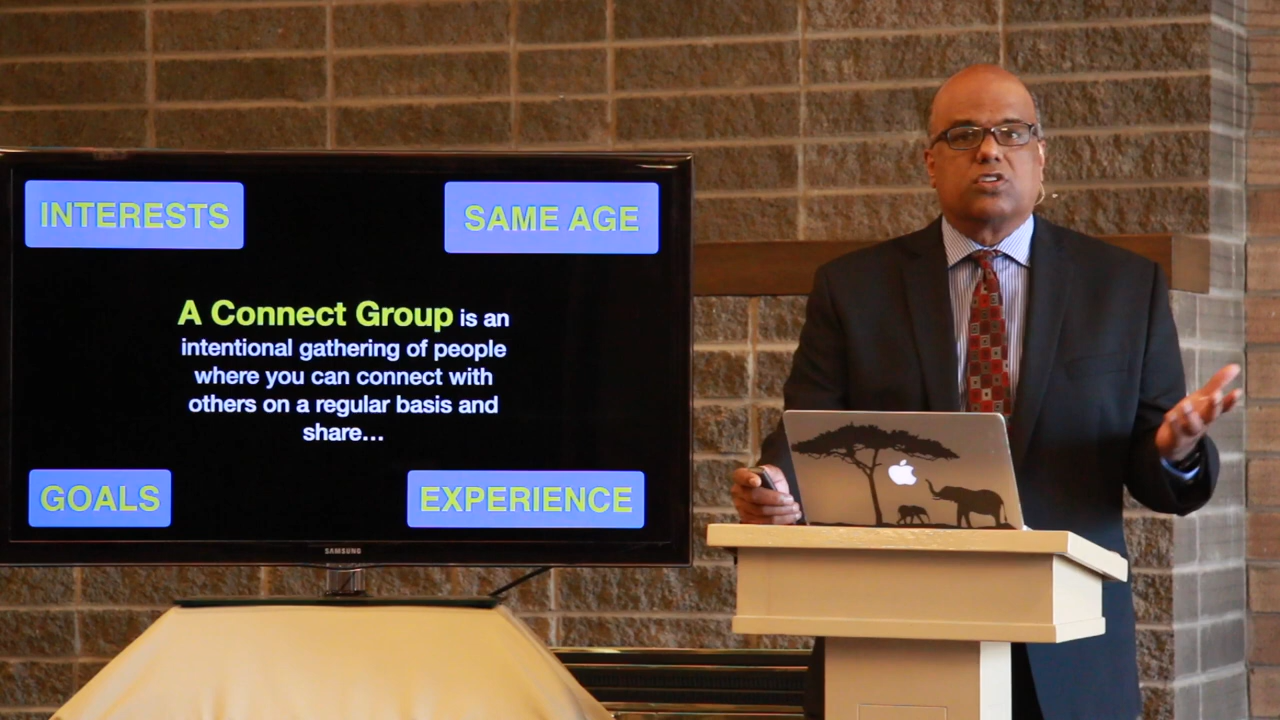 INTERESTS
SAME AGE
A Connect Group is an
intentional gathering of people
where you can connect with
others on a regular basis and
share...
GOALS
EXPERIENCE
SAMSUNG